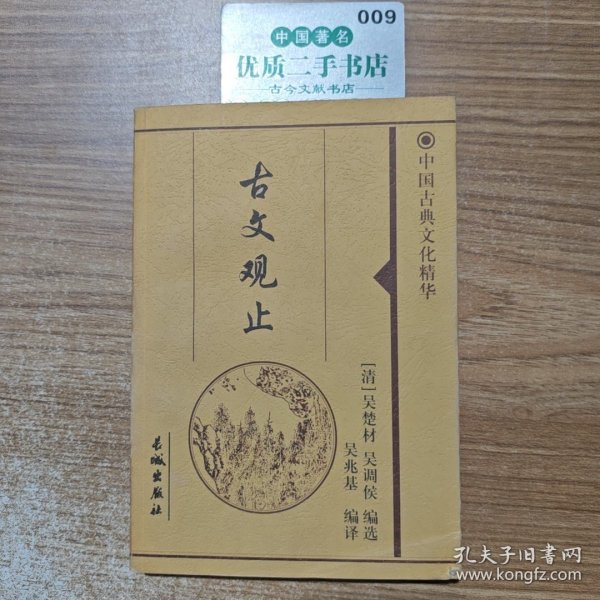 009
中国著名
优质二手书店
古今文献书店
中国古典文化精华
古文观止
[清]吴楚材 吴调侯 编选
吴兆基 编译
长城出版社
孔夫子旧书网
www.kongfz.com